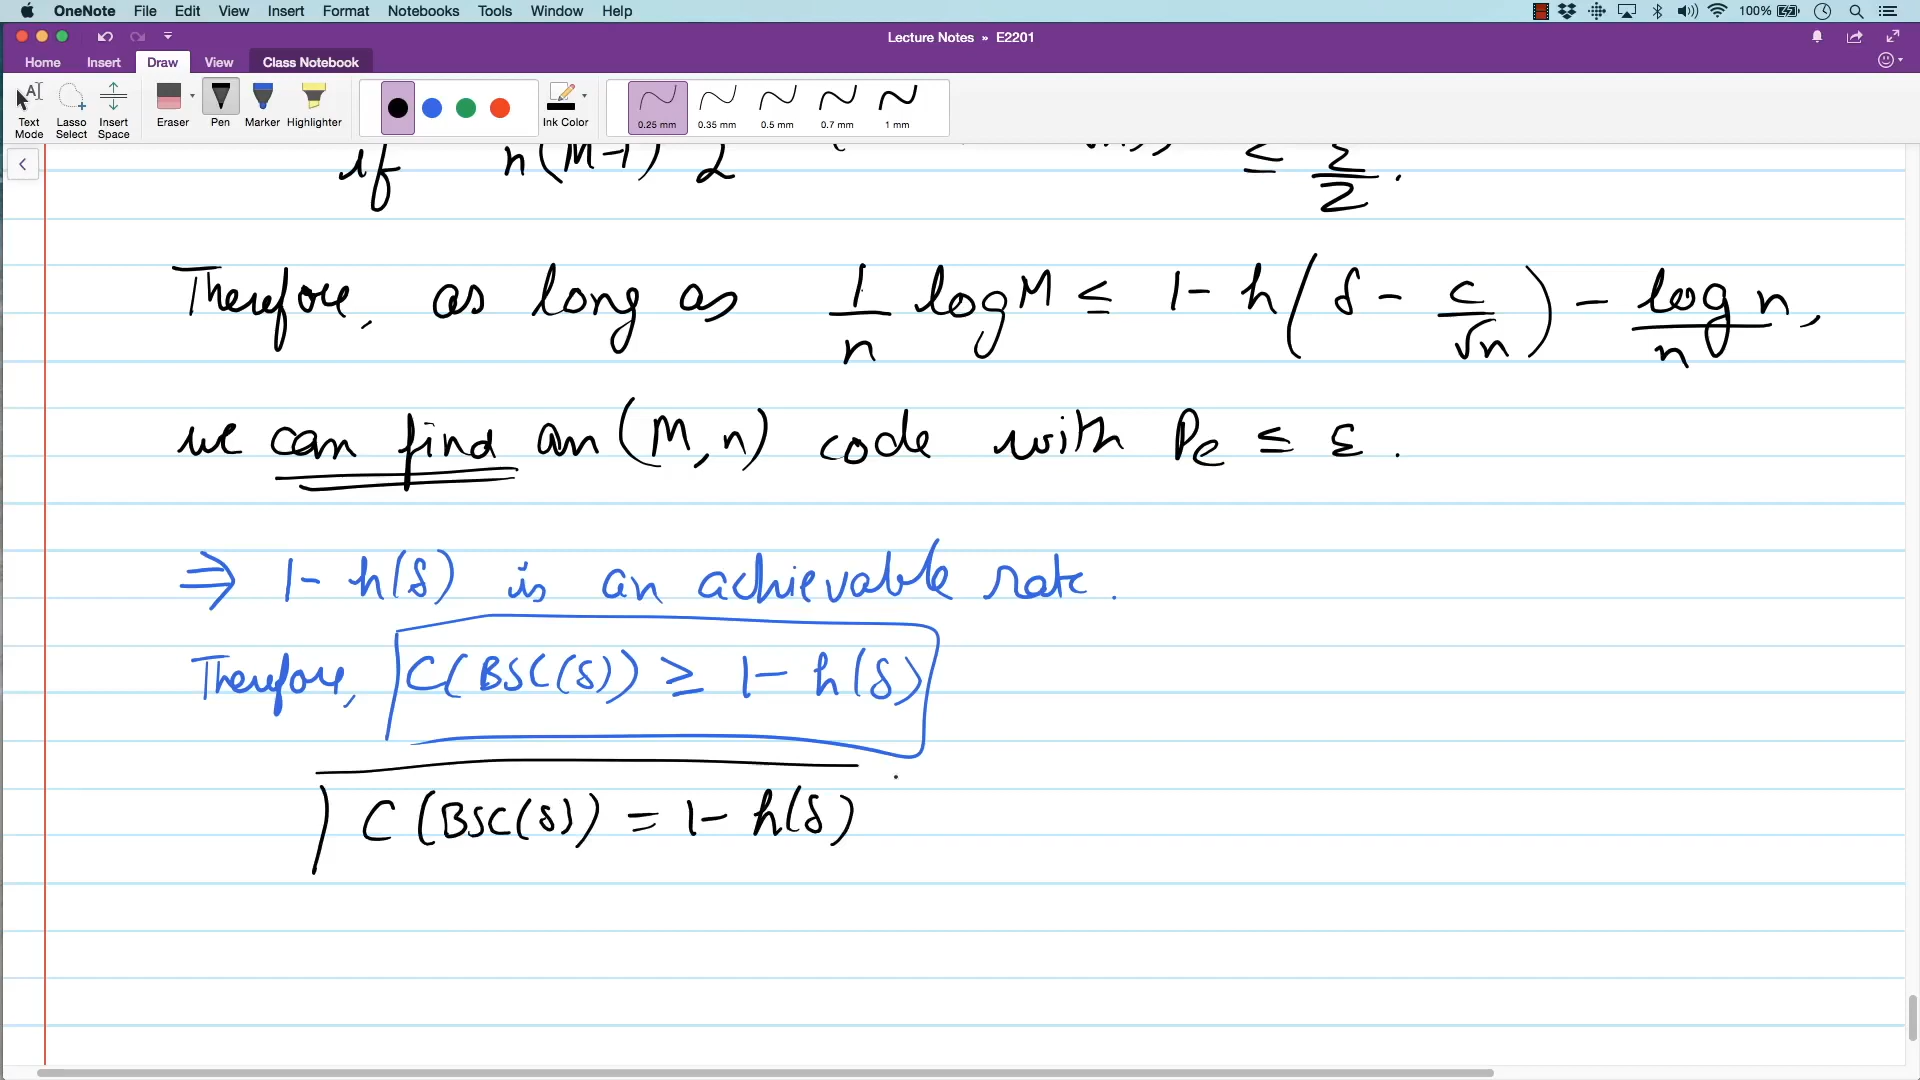 OneNote File Edit View Insert Format Notebooks Tools Window Help 100%
Lecture Notes » E2201
Home Insert Draw View Class Notebook
Text Mode Lasso Select Insert Space Eraser Pen Marker Highlighter Ink Color 0.25 mm 0.35 mm 0.5 mm 0.7 mm 1 mm
if n(M-1) 2 ≤ ε/2.
Therefore, as long as 1/n log M ≤ 1 - h(δ - c/√n) - log n/n,
we can find an (M, n) code with Pe ≤ ε.
⇒ 1 - h(δ) is an achievable rate.
Therefore, C(BSC(δ)) ≥ 1 - h(δ)
C(BSC(δ)) = 1 - h(δ)